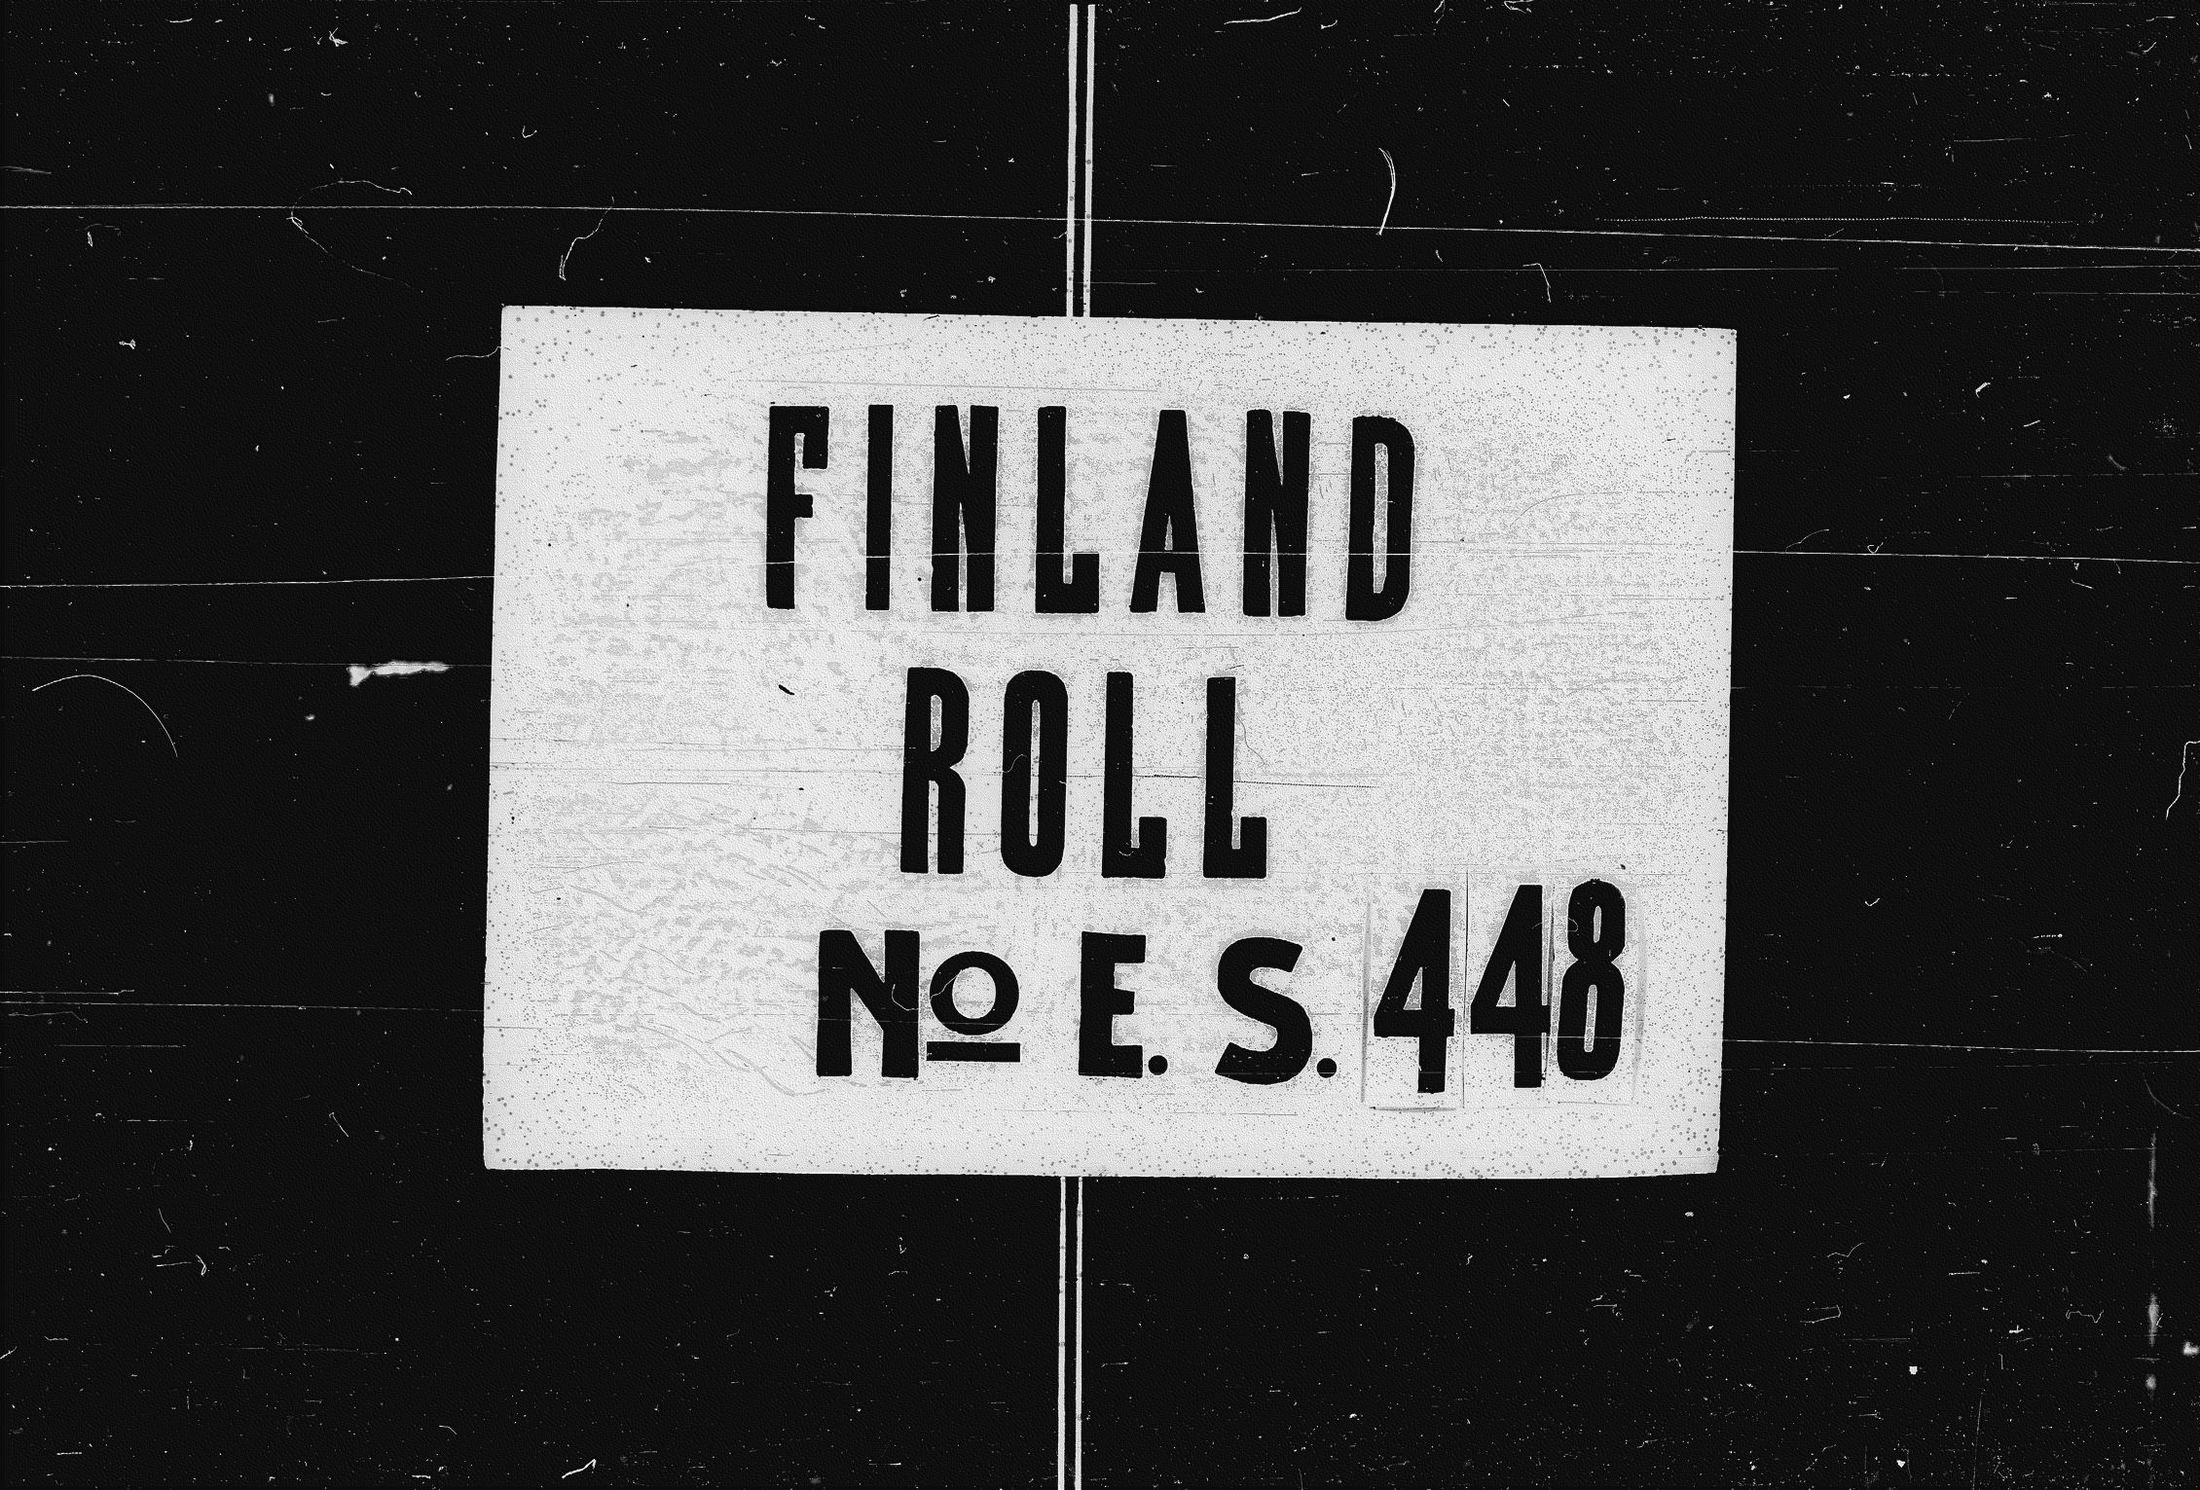 FINLAND
ROLL
No E. S. 448